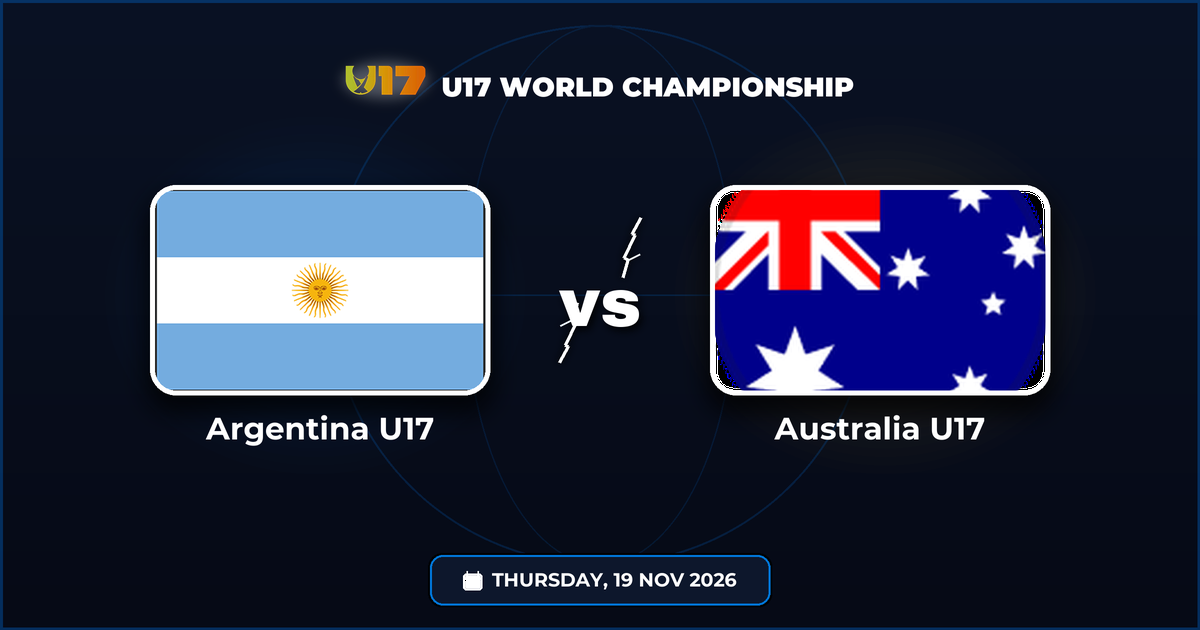 U17 U17 WORLD CHAMPIONSHIP
VS
Argentina U17
Australia U17
THURSDAY, 19 NOV 2026